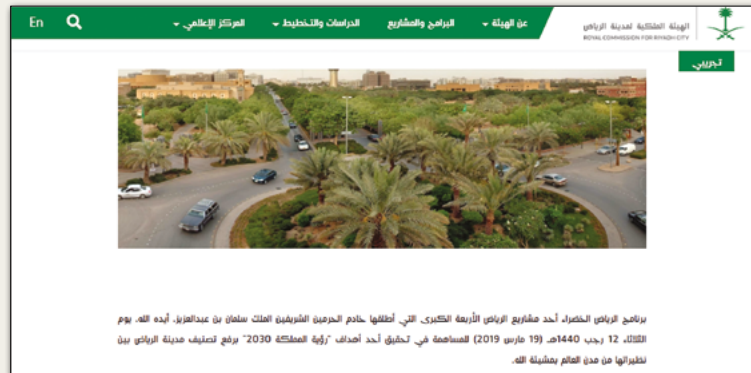 الهيئة الملكية لمدينة الرياض
ROYAL COMMISSION FOR RIYADH CITY
عن الهيئة
البرامج والمشاريع
الدراسات والتخطيط
المركز الإعلامي
En
تجريبي
برنامج الرياض الخضراء أحد مشاريع الرياض الأربعة الكبرى التي أطلقها خادم الحرمين الشريفين الملك سلمان بن عبدالعزيز، أيده الله، يوم
الثلاثاء 12 رجب 1440هـ (19 مارس 2019) للمساهمة في تحقيق أحد أهداف "رؤية المملكة 2030" برفع تصنيف مدينة الرياض بين
نظيراتها من مدن العالم بمشيئة الله.